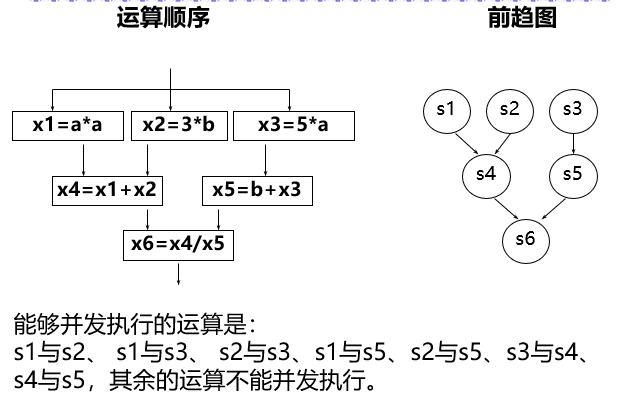 运算顺序 前趋图
x1=a*a x2=3*b x3=5*a
s1 s2 s3
x4=x1+x2 x5=b+x3
s4 s5
x6=x4/x5
s6
能够并发执行的运算是：
s1与s2、 s1与s3、 s2与s3、s1与s5、s2与s5、s3与s4、
s4与s5，其余的运算不能并发执行。